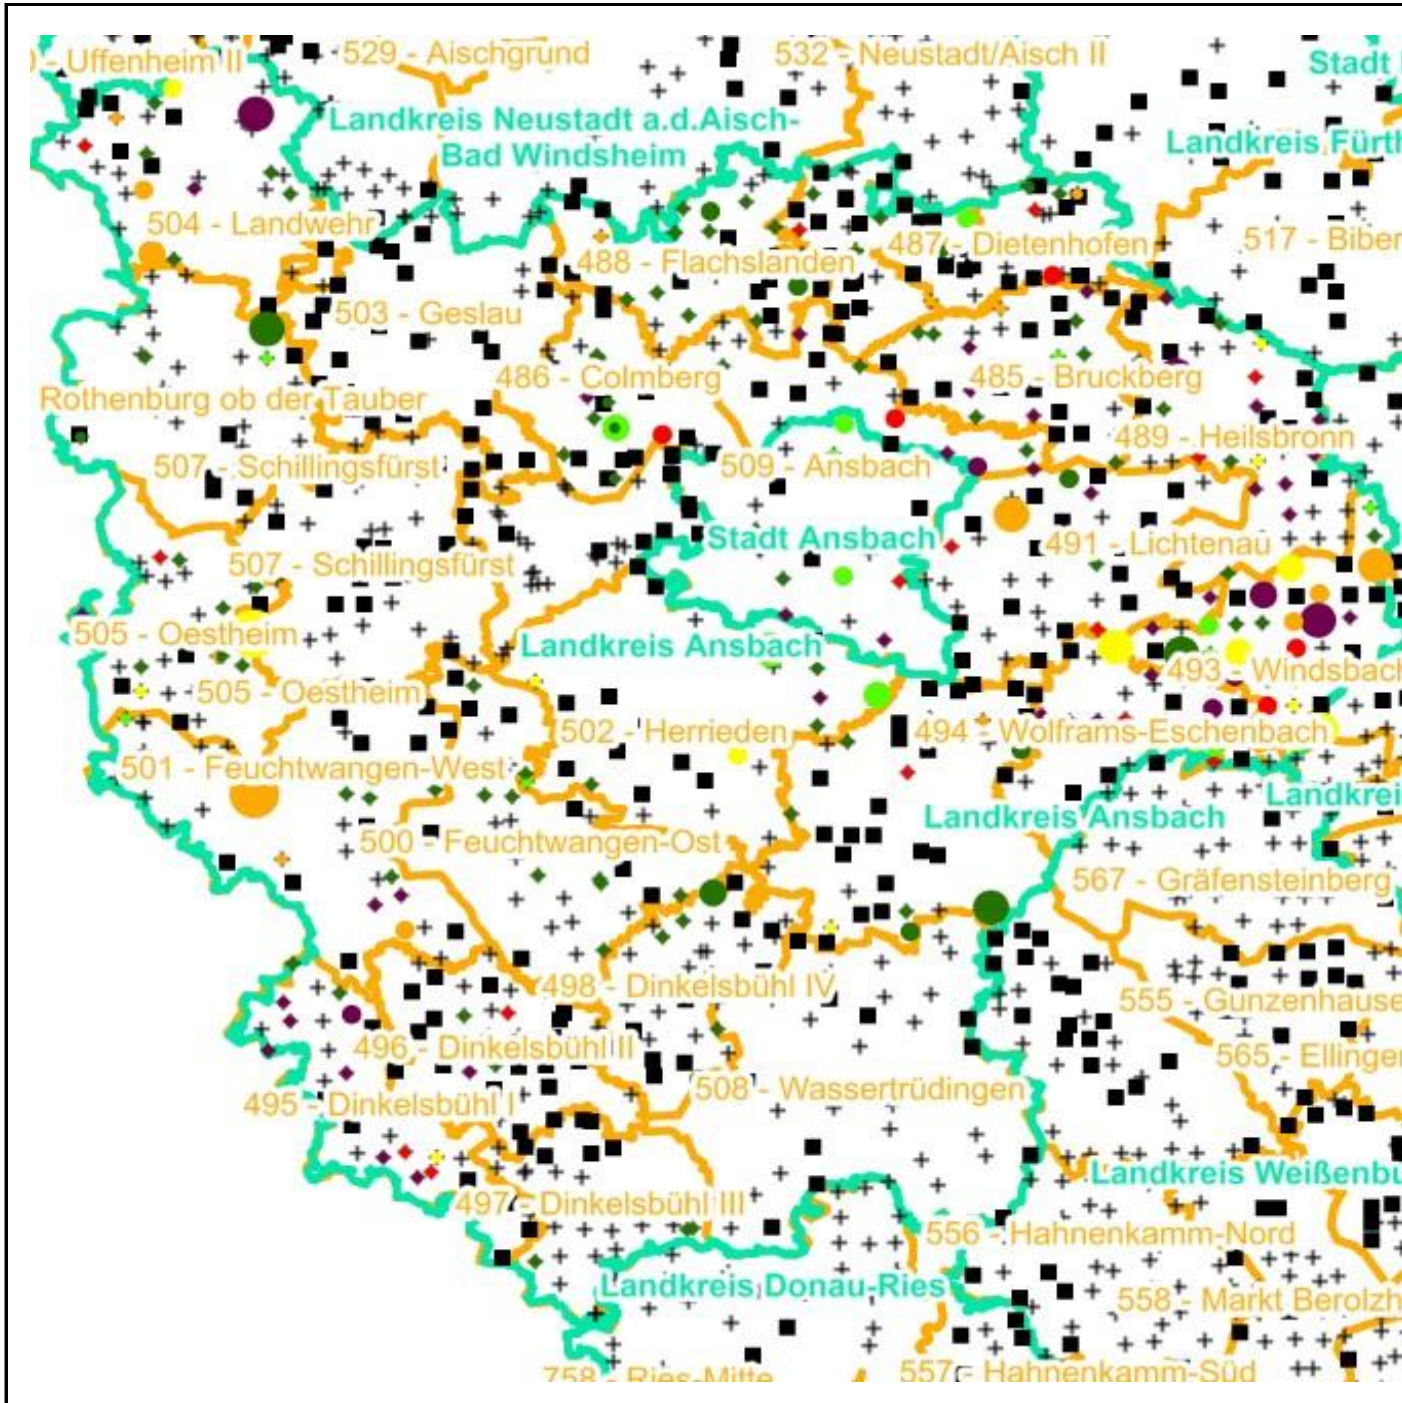 Uffenheim II
529 - Aischgrund
532 - Neustadt/Aisch II
Stadt
Landkreis Neustadt a.d.Aisch-
Bad Windsheim
Landkreis Fürth
504 - Landwehr
487 - Dietenhofen
517 - Biber
488 - Flachslanden
503 - Geslau
486 - Colmberg
485 - Bruckberg
Rothenburg ob der Tauber
489 - Heilsbronn
507 - Schillingsfürst
509 - Ansbach
Stadt Ansbach
491 - Lichtenau
507 - Schilllingsfürst
505 - Oestheim
Landkreis Ansbach
493 - Windsbach
505 - Oestheim
502 - Herrieden
494 - Wolframs-Eschenbach
501 - Feuchtwangen-West
Landkrei
Landkreis Ansbach
500 - Feuchtwangen-Ost
567 - Gräfensteinberg
498 - Dinkelsbühl IV
555 - Gunzenhause
496 - Dinkelsbühl II
565 - Ellinge
508 - Wassertrüdingen
495 - Dinkelsbühl I
Landkreis Weißenbu
497 - Dinkelsbühl III
556 - Hahnenkamm-Nord
Landkreis Donau-Ries
558 - Markt Berolzh
758 - Ries-Mitte
557 - Hahnenkamm-Süd